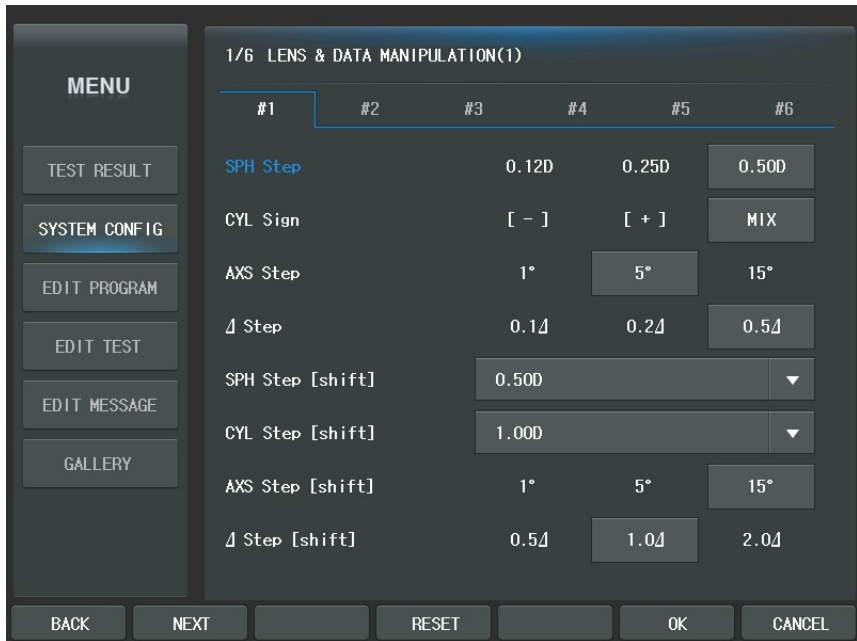 MENU
TEST RESULT
SYSTEM CONFIG
EDIT PROGRAM
EDIT TEST
EDIT MESSAGE
GALLERY
1/6 LENS & DATA MANIPULATION(1)
#1 #2 #3 #4 #5 #6
SPH Step 0.12D 0.25D 0.50D
CYL Sign [ - ] [ + ] MIX
AXS Step 1° 5° 15°
Δ Step 0.1Δ 0.2Δ 0.5Δ
SPH Step [shift] 0.50D
CYL Step [shift] 1.00D
AXS Step [shift] 1° 5° 15°
Δ Step [shift] 0.5Δ 1.0Δ 2.0Δ
BACK NEXT RESET OK CANCEL